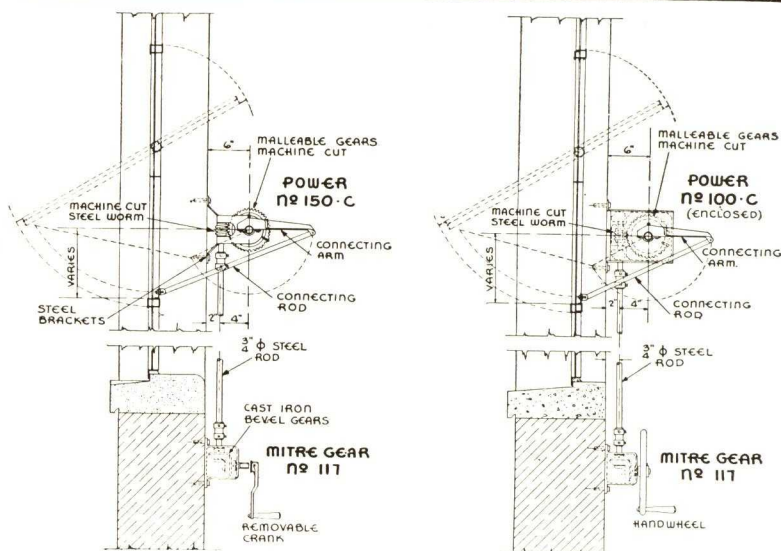 6"
MALLEABLE GEARS
MACHINE CUT
POWER
Nº 150·C
MACHINE CUT
STEEL WORM
CONNECTING
ARM
VARIES
CONNECTING
ROD
STEEL
BRACKETS
2" 4"
3/4" ϕ STEEL
ROD
CAST IRON
BEVEL GEARS
MITRE GEAR
Nº 117
REMOVABLE
CRANK
6"
MALLEABLE GEARS
MACHINE CUT
POWER
Nº 100·C
(ENCLOSED)
MACHINE CUT
STEEL WORM
CONNECTING
ARM.
VARIES
CONNECTING
ROD
2" 4"
3/4" ϕ STEEL
ROD
MITRE GEAR
Nº 117
HANDWHEEL